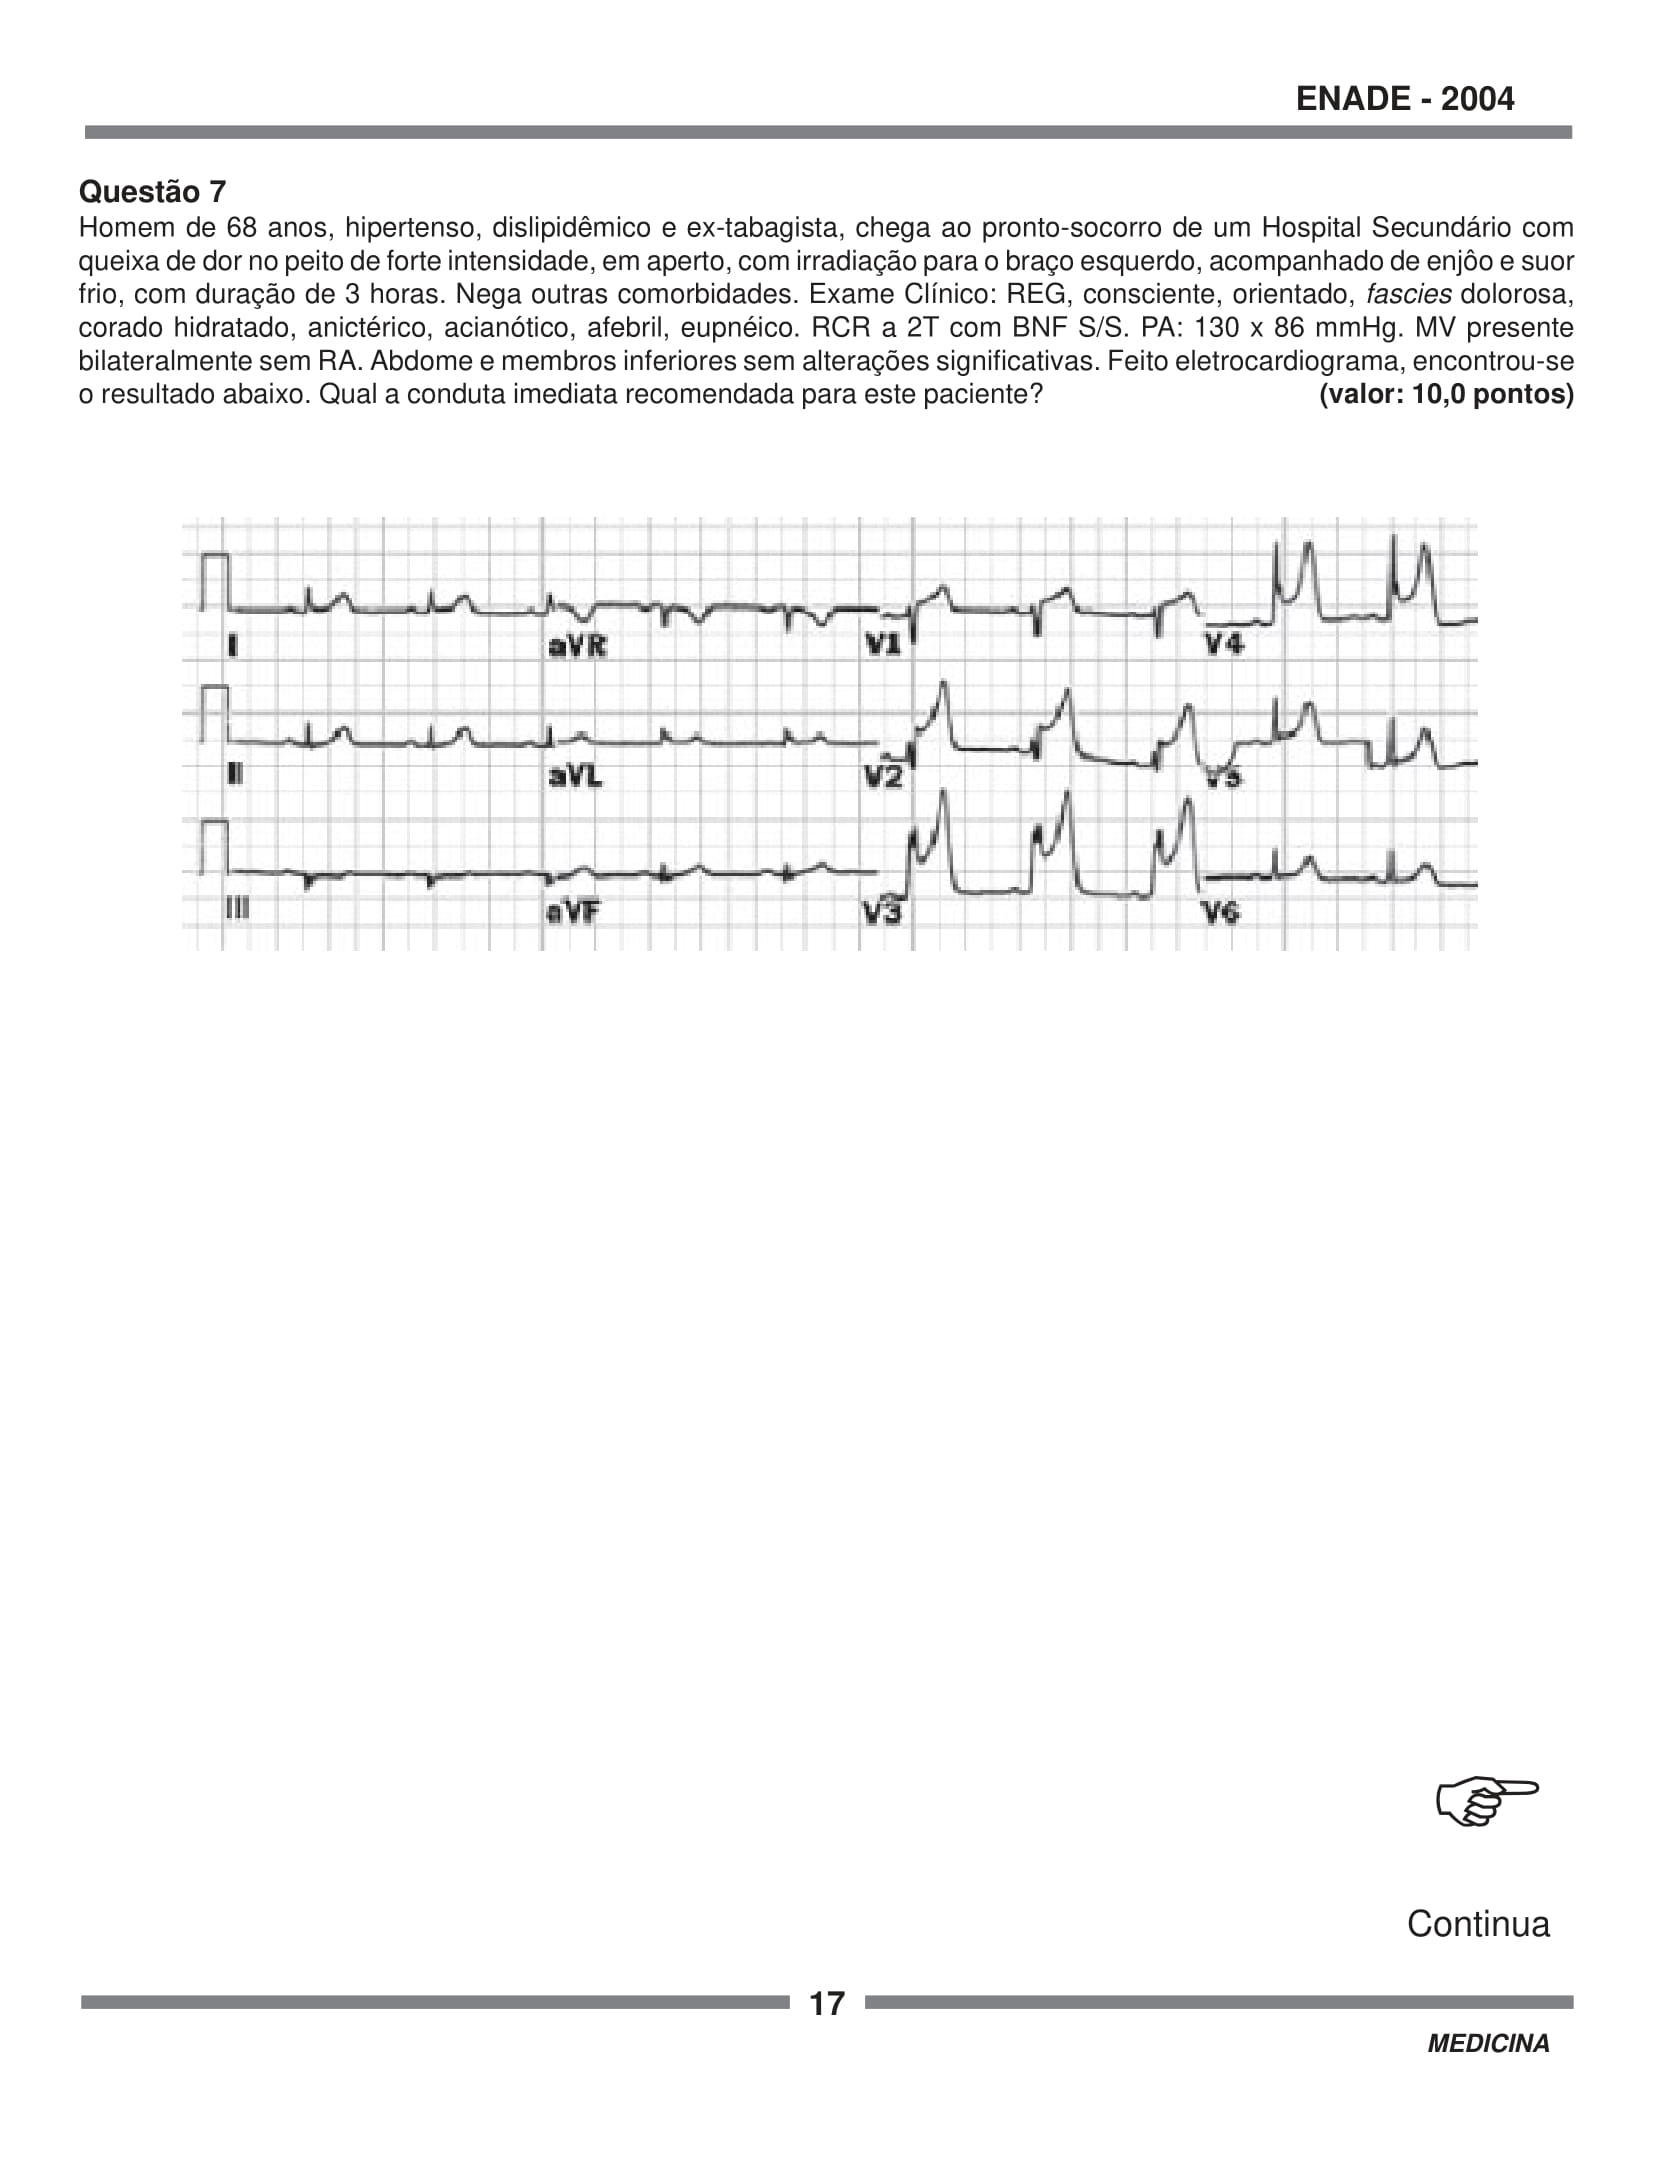 ENADE - 2004
Questão 7
Homem de 68 anos, hipertenso, dislipidêmico e ex-tabagista, chega ao pronto-socorro de um Hospital Secundário com
queixa de dor no peito de forte intensidade, em aperto, com irradiação para o braço esquerdo, acompanhado de enjôo e suor
frio, com duração de 3 horas. Nega outras comorbidades. Exame Clínico: REG, consciente, orientado, fascies dolorosa,
corado hidratado, anictérico, acianótico, afebril, eupnéico. RCR a 2T com BNF S/S. PA: 130 x 86 mmHg. MV presente
bilateralmente sem RA. Abdome e membros inferiores sem alterações significativas. Feito eletrocardiograma, encontrou-se
o resultado abaixo. Qual a conduta imediata recomendada para este paciente? (valor: 10,0 pontos)
I aVR V1 V4
II aVL V2 V5
III aVF V3 V6
Continua
17
MEDICINA